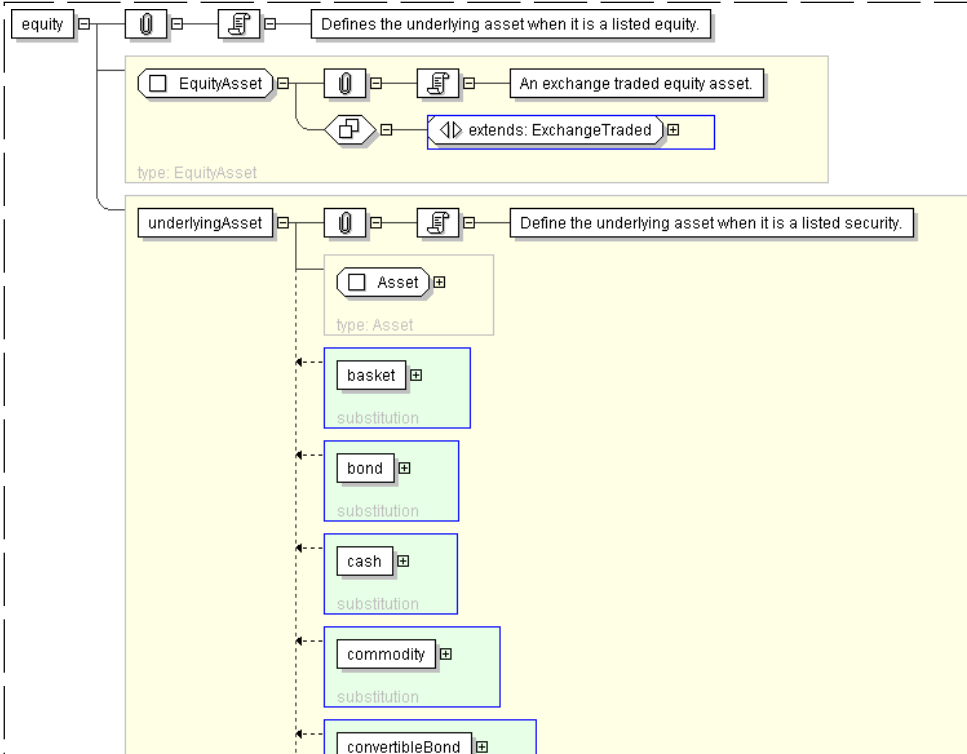 equity Defines the underlying asset when it is a listed equity.
EquityAsset An exchange traded equity asset.
extends: ExchangeTraded
type: EquityAsset
underlyingAsset Define the underlying asset when it is a listed security.
Asset
type: Asset
basket
substitution
bond
substitution
cash
substitution
commodity
substitution
convertibleBond